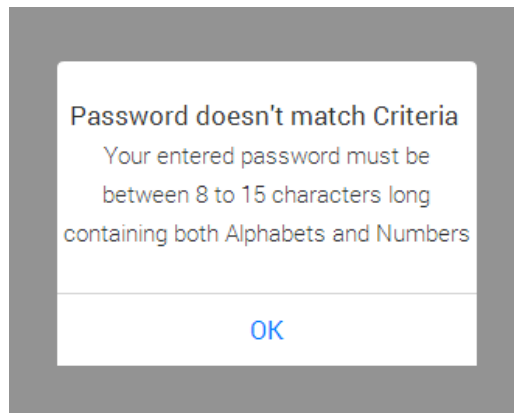 Password doesn't match Criteria
Your entered password must be
between 8 to 15 characters long
containing both Alphabets and Numbers
OK